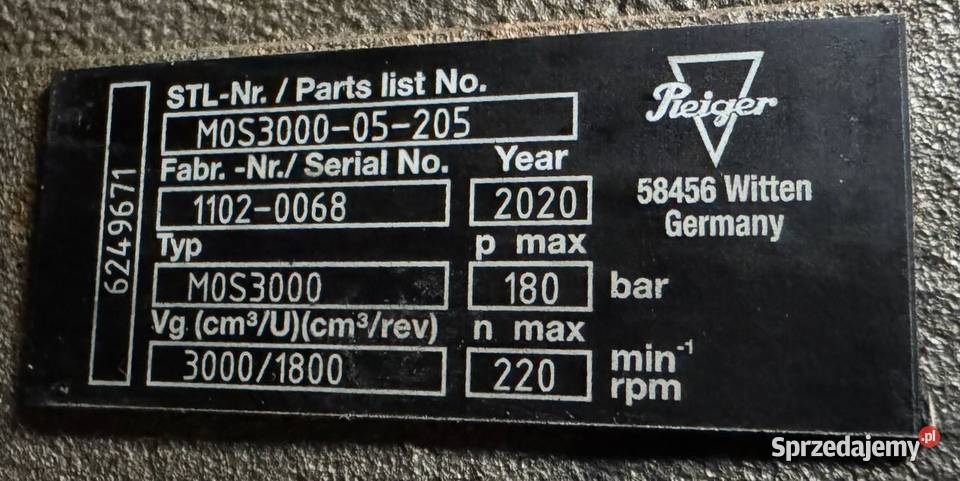 STL-Nr. / Parts list No.
M0S3000-05-205
Fabr. -Nr./ Serial No. Year
1102-0068 2020
Typ p max
M0S3000 180 bar
Vg (cm³/U)(cm³/rev) n max
3000/1800 220 min⁻¹
rpm
6249671
Pleiger
58456 Witten
Germany
Sprzedajemy.pl